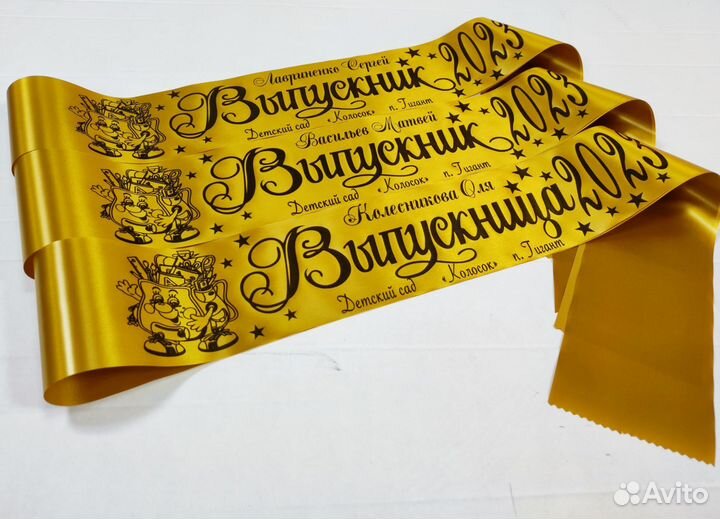 Лавриненко Сергей
Выпускник 2023
Детский сад «Колосок» п. Гигант
Васильев Матвей
Выпускник 2023
Детский сад «Колосок» п. Гигант
Колесникова Оля
Выпускница 2023
Детский сад «Колосок» п. Гигант
Avito